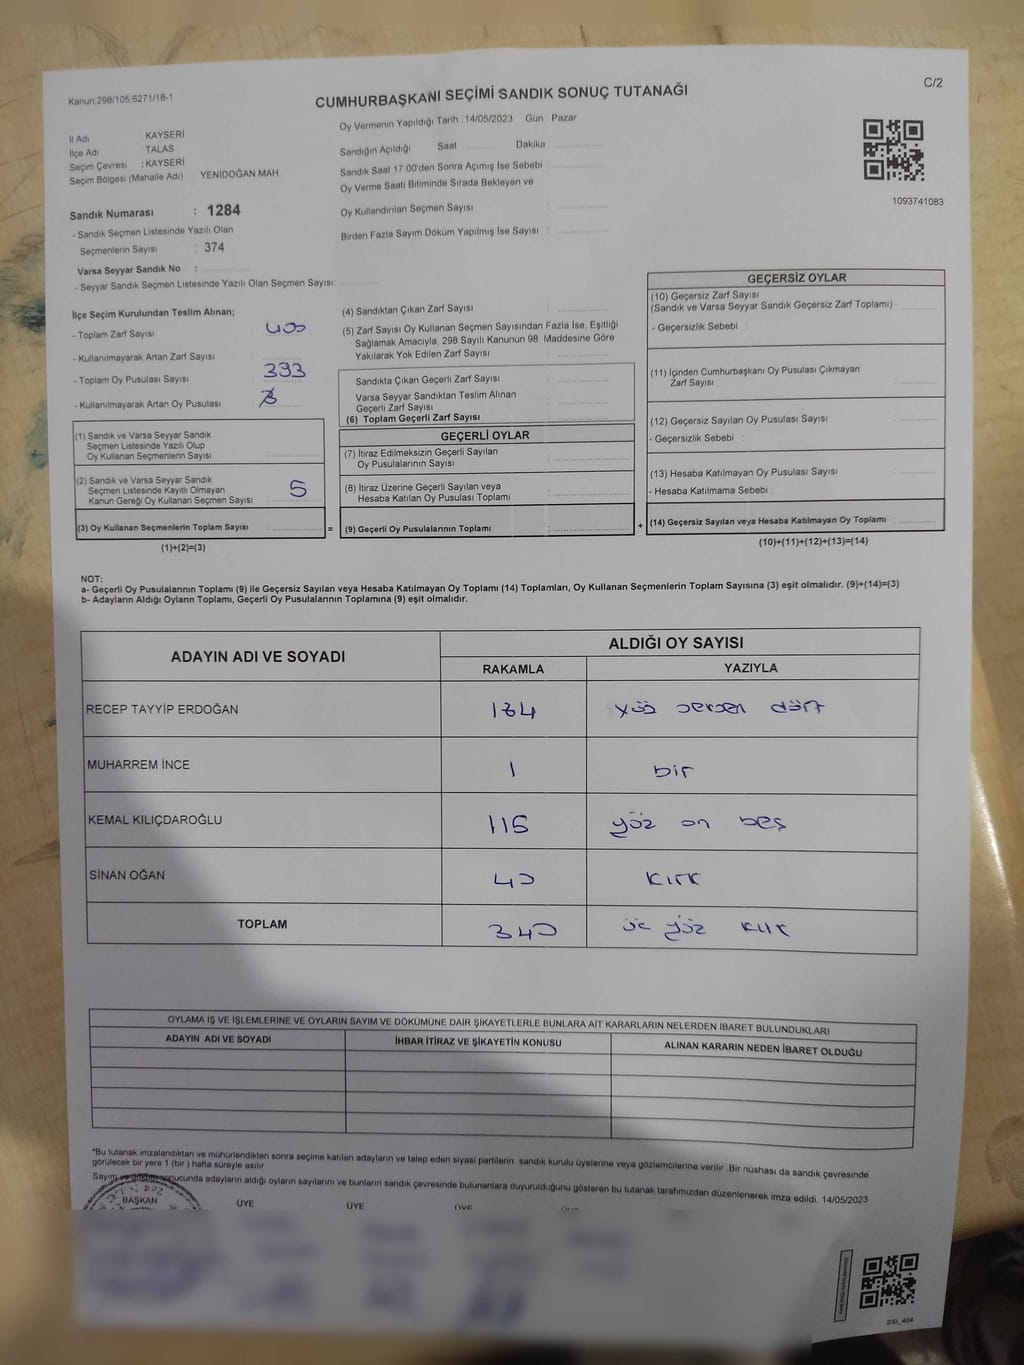 Kanun:298/105,6271/18-1
CUMHURBAŞKANI SEÇİMİ SANDIK SONUÇ TUTANAĞI
C/2
1093741083
İl Adı KAYSERİ
İlçe Adı TALAS
Seçim Çevresi : KAYSERİ
Seçim Bölgesi (Mahalle Adı) YENİDOĞAN MAH
Sandık Numarası : 1284
- Sandık Seçmen Listesinde Yazılı Olan
Seçmenlerin Sayısı : 374
Varsa Seyyar Sandık No :
- Seyyar Sandık Seçmen Listesinde Yazılı Olan Seçmen Sayısı:
Oy Vermenin Yapıldığı Tarih : 14/05/2023 Gün : Pazar
Sandığın Açıldığı Saat Dakika
Sandık Saat 17:00'den Sonra Açımış İse Sebebi :
Oy Verme Saati Bitiminde Sırada Bekleyen ve
Oy Kullandırılan Seçmen Sayısı :
Birden Fazla Sayım Döküm Yapılmış İse Sayısı :
İlçe Seçim Kurulundan Teslim Alınan;
- Toplam Zarf Sayısı : 400
- Kullanılmayarak Artan Zarf Sayısı :
- Toplam Oy Pusulası Sayısı : 393
- Kullanılmayarak Artan Oy Pusulası :
(1) Sandık ve Varsa Seyyar Sandık
Seçmen Listesinde Yazılı Olup
Oy Kullanan Seçmenlerin Sayısı :
(2) Sandık ve Varsa Seyyar Sandık
Seçmen Listesinde Kayıtlı Olmayan
Kanun Gereği Oy Kullanan Seçmen Sayısı : 5
(3) Oy Kullanan Seçmenlerin Toplam Sayısı :
(1)+(2)=(3)
(4) Sandıktan Çıkan Zarf Sayısı :
(5) Zarf Sayısı Oy Kullanan Seçmen Sayısından Fazla İse, Eşitliği
Sağlamak Amacıyla, 298 Sayılı Kanunun 98. Maddesine Göre
Yakılarak Yok Edilen Zarf Sayısı :
Sandıkta Çıkan Geçerli Zarf Sayısı :
Varsa Seyyar Sandıktan Teslim Alınan
Geçerli Zarf Sayısı :
(6) Toplam Geçerli Zarf Sayısı :
GEÇERLİ OYLAR
(7) İtiraz Edilmeksizin Geçerli Sayılan
Oy Pusulalarının Sayısı :
(8) İtiraz Üzerine Geçerli Sayılan veya
Hesaba Katılan Oy Pusulası Toplamı :
= (9) Geçerli Oy Pusulalarının Toplamı :
GEÇERSİZ OYLAR
(10) Geçersiz Zarf Sayısı
(Sandık ve Varsa Seyyar Sandık Geçersiz Zarf Toplamı) :
- Geçersizlik Sebebi :
(11) İçinden Cumhurbaşkanı Oy Pusulası Çıkmayan
Zarf Sayısı :
(12) Geçersiz Sayılan Oy Pusulası Sayısı :
- Geçersizlik Sebebi :
(13) Hesaba Katılmayan Oy Pusulası Sayısı :
- Hesaba Katılmama Sebebi :
+ (14) Geçersiz Sayılan veya Hesaba Katılmayan Oy Toplamı :
(10)+(11)+(12)+(13)=(14)
NOT:
a- Geçerli Oy Pusulalarının Toplamı (9) ile Geçersiz Sayılan veya Hesaba Katılmayan Oy Toplamı (14) Toplamları, Oy Kullanan Seçmenlerin Toplam Sayısına (3) eşit olmalıdır. (9)+(14)=(3)
b- Adayların Aldığı Oyların Toplamı, Geçerli Oy Pusulalarının Toplamına (9) eşit olmalıdır.
ADAYIN ADI VE SOYADI ALDIĞI OY SAYISI
RAKAMLA YAZIYLA
RECEP TAYYİP ERDOĞAN 184 yüz seksen dört
MUHARREM İNCE 1 bir
KEMAL KILIÇDAROĞLU 115 yüz on beş
SİNAN OĞAN 40 kırk
TOPLAM 340 üç yüz kırk
OYLAMA İŞ VE İŞLEMLERİNE VE OYLARIN SAYIM VE DÖKÜMÜNE DAİR ŞİKAYETLERLE BUNLARA AİT KARARLARIN NELERDEN İBARET BULUNDUKLARI
ADAYIN ADI VE SOYADI İHBAR İTİRAZ VE ŞİKAYETİN KONUSU ALINAN KARARIN NEDEN İBARET OLDUĞU
*Bu tutanak imzalandıktan ve mühürlendikten sonra seçime katılan adayların ve talep eden siyasi partilerin sandık kurulu üyelerine veya gözlemcilerine verilir. Bir nüshası da sandık çevresinde
görülecek bir yere 1 (bir) hafta süreyle asılır
Sayım ve döküm sonucunda adayların aldığı oyların sayılarını ve bunların sandık çevresinde bulunanlara duyurulduğunu gösteren bu tutanak tarafımızdan düzenlenerek imza edildi. 14/05/2023
BAŞKAN ÜYE ÜYE ÜYE ÜYE
SSI_404